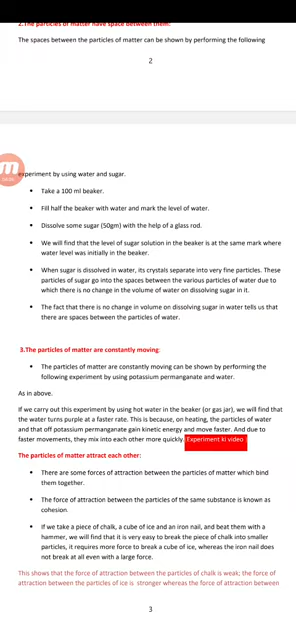 2.The particles of matter have space between them:
The spaces between the particles of matter can be shown by performing the following
2
experiment by using water and sugar.
▪ Take a 100 ml beaker.
▪ Fill half the beaker with water and mark the level of water.
▪ Dissolve some sugar (50gm) with the help of a glass rod.
▪ We will find that the level of sugar solution in the beaker is at the same mark where
water level was initially in the beaker.
▪ When sugar is dissolved in water, its crystals separate into very fine particles. These
particles of sugar go into the spaces between the various particles of water due to
which there is no change in the volume of water on dissolving sugar in it.
▪ The fact that there is no change in volume on dissolving sugar in water tells us that
there are spaces between the particles of water.
3.The particles of matter are constantly moving:
▪ The particles of matter are constantly moving can be shown by performing the
following experiment by using potassium permanganate and water.
As in above.
If we carry out this experiment by using hot water in the beaker (or gas jar), we will find that
the water turns purple at a faster rate. This is because, on heating, the particles of water
and that off potassium permanganate gain kinetic energy and move faster. And due to
faster movements, they mix into each other more quickly. Experiment ki video
The particles of matter attract each other:
▪ There are some forces of attraction between the particles of matter which bind
them together.
▪ The force of attraction between the particles of the same substance is known as
cohesion.
▪ If we take a piece of chalk, a cube of ice and an iron nail, and beat them with a
hammer, we will find that it is very easy to break the piece of chalk into smaller
particles, it requires more force to break a cube of ice, whereas the iron nail does
not break at all even with a large force.
This shows that the force of attraction between the particles of chalk is weak; the force of
attraction between the particles of ice is stronger whereas the force of attraction between
3